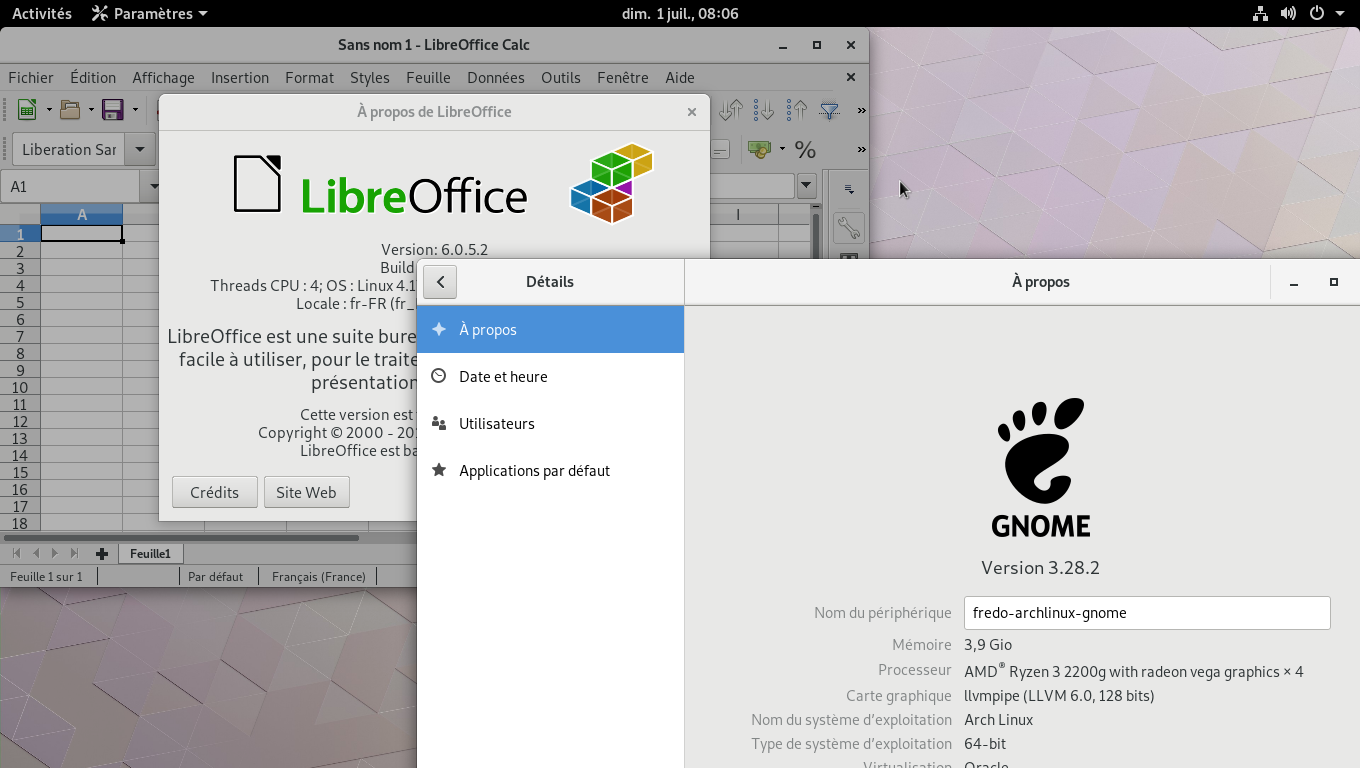 Activités
Paramètres
dim. 1 juil., 08:06
Sans nom 1 - LibreOffice Calc
Fichier Édition Affichage Insertion Format Styles Feuille Données Outils Fenêtre Aide
À propos de LibreOffice
Liberation Sar
%
A1
LibreOffice
A
I
1
2
3
4
5
6
7
8
9
10
11
12
13
14
15
16
17
18
Version: 6.0.5.2
Build
Threads CPU : 4; OS : Linux 4.1
Locale : fr-FR (fr_
LibreOffice est une suite bure
facile à utiliser, pour le traite
présentation
Cette version est
Copyright © 2000 - 20
LibreOffice est ba
Crédits
Site Web
Feuille1
Feuille 1 sur 1
Par défaut
Français (France)
Détails
À propos
À propos
Date et heure
Utilisateurs
Applications par défaut
GNOME
Version 3.28.2
Nom du périphérique fredo-archlinux-gnome
Mémoire 3,9 Gio
Processeur AMD® Ryzen 3 2200g with radeon vega graphics × 4
Carte graphique llvmpipe (LLVM 6.0, 128 bits)
Nom du système d’exploitation Arch Linux
Type de système d’exploitation 64-bit
Virtualisation Oracle